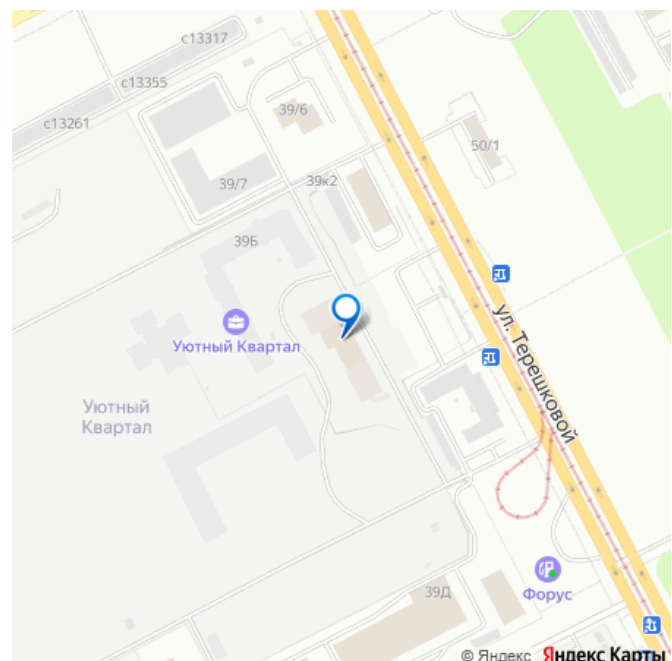 с13317
с13355
с13261
39/6
39/7
39к2
50/1
39Б
Уютный Квартал
Уютный
Квартал
ул. Терешковой
Форус
39Д
© Яндекс Яндекс Карты